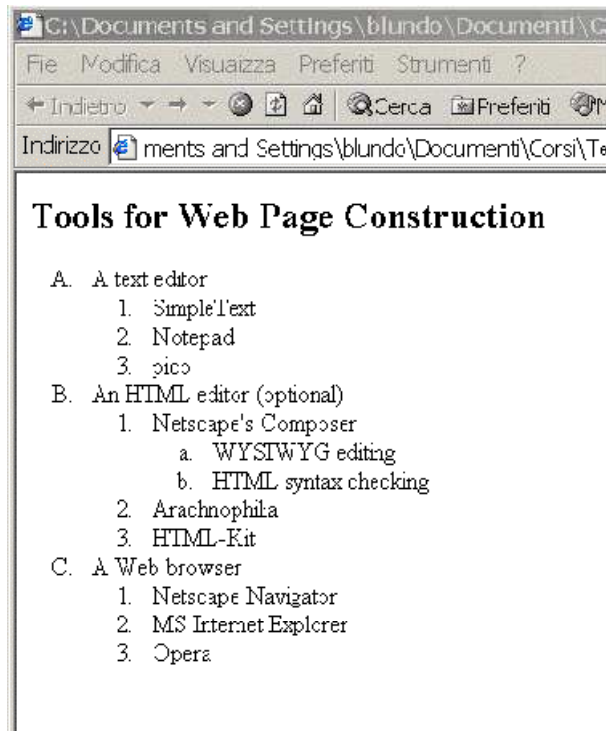 C:\Documents and Settings\blundo\Documenti\C
File Modifica Visualizza Preferiti Strumenti ?
Indietro Cerca Preferiti
Indirizzo ments and Settings\blundo\Documenti\Corsi\Te
Tools for Web Page Construction
A. A text editor
1. SimpleText
2. Notepad
3. pico
B. An HTML editor (optional)
1. Netscape's Composer
a. WYSIWYG editing
b. HTML syntax checking
2. Arachnophilia
3. HTML-Kit
C. A Web browser
1. Netscape Navigator
2. MS Internet Explorer
3. Opera